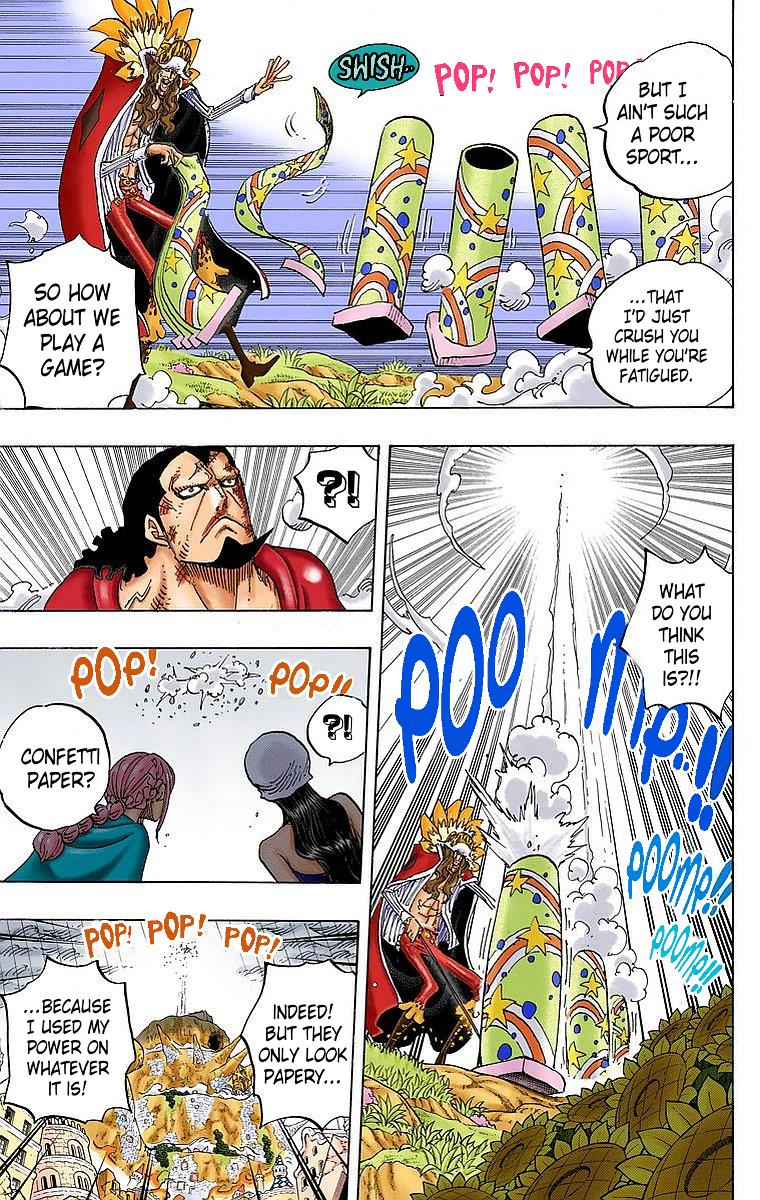 BUT I
AIN'T SUCH
A POOR
SPORT...
POP! POP! POP!
SWISH..
...THAT
I'D JUST
CRUSH YOU
WHILE YOU'RE
FATIGUED.
SO HOW
ABOUT WE
PLAY A
GAME?
WHAT
DO YOU
THINK
THIS
IS?!!
POOMP..!!
POOMP!!
POOMP!!
?!
POP! POP!!
?!
CONFETTI
PAPER?
POP! POP! POP!
INDEED!
BUT THEY
ONLY LOOK
PAPERY...
...BECAUSE
I USED MY
POWER ON
WHATEVER
IT IS!